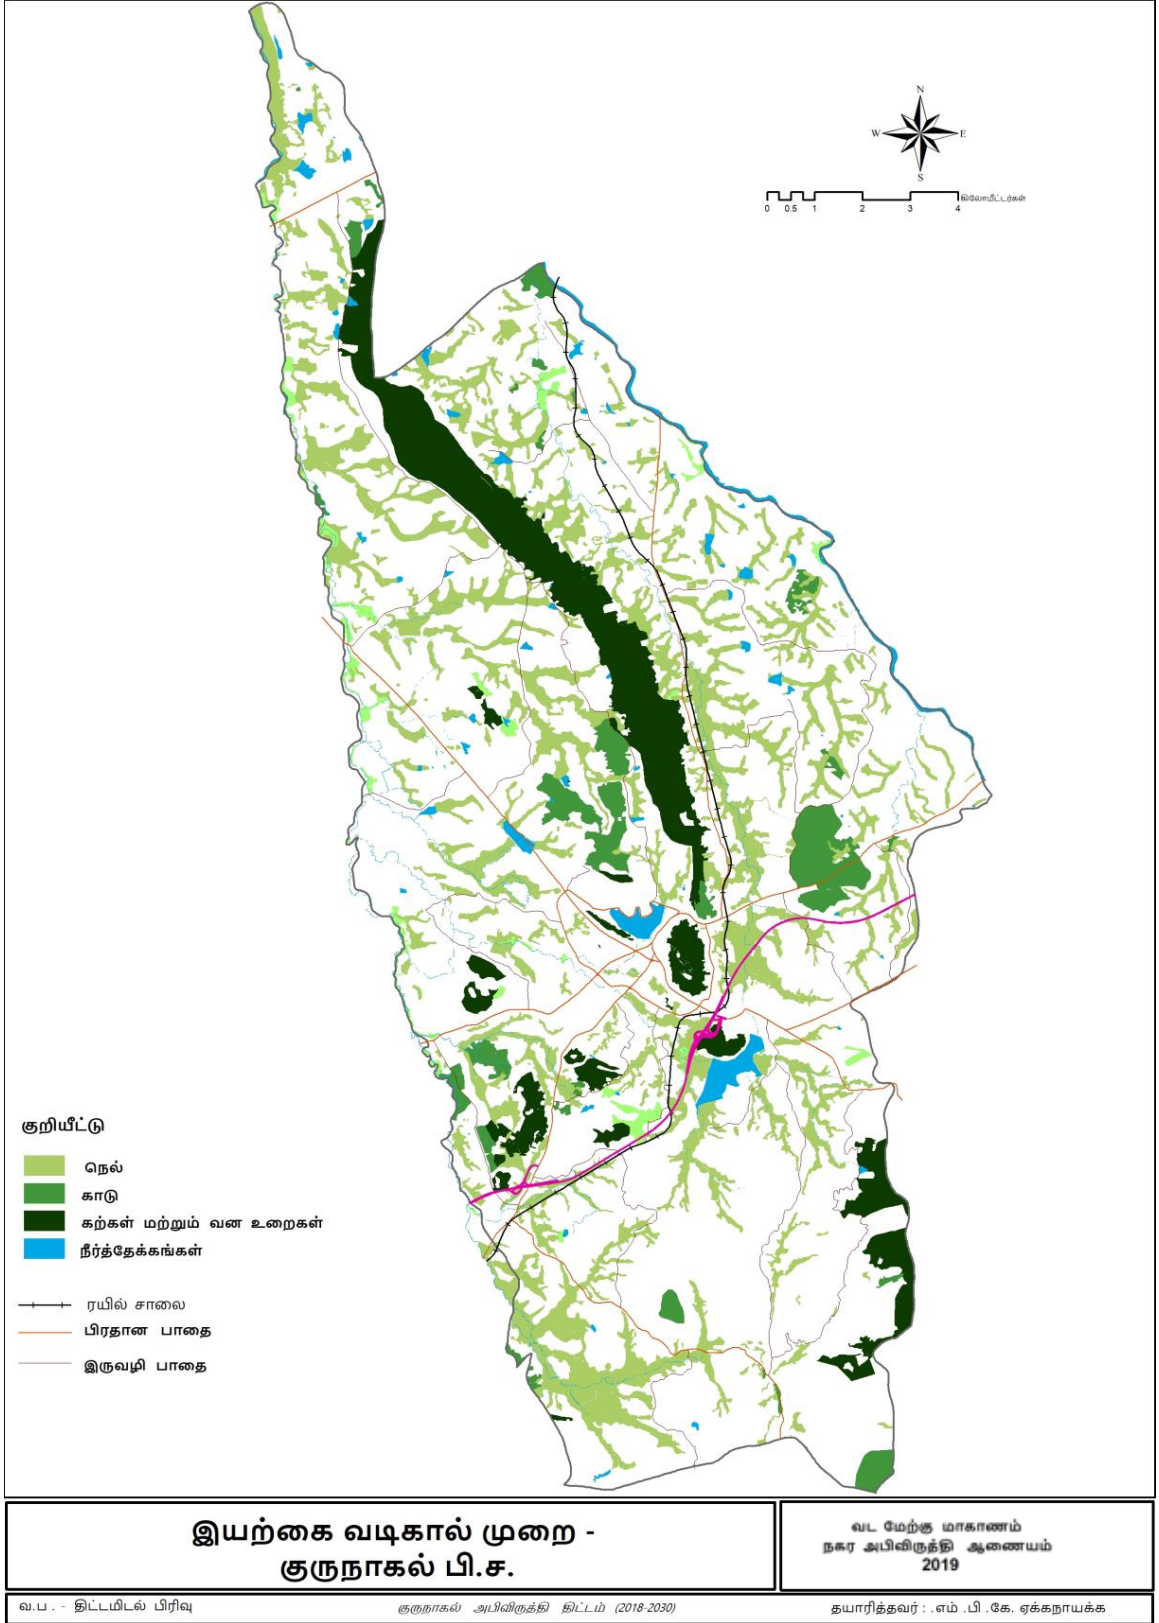 N
W E
S
0 0.5 1 2 3 4 கிலோமீட்டர்கள்
குறியீட்டு
நெல்
காடு
கற்கள் மற்றும் வன உறைகள்
நீர்த்தேக்கங்கள்
ரயில் சாலை
பிரதான பாதை
இருவழி பாதை
இயற்கை வடிகால் முறை -
குருநாகல் பி.ச.
வட மேற்கு மாகாணம்
நகர அபிவிருத்தி ஆணையம்
2019
வ.ப . - திட்டமிடல் பிரிவு
குருநாகல் அபிவிருத்தி திட்டம் (2018-2030)
தயாரித்தவர் : .எம் .பி .கே. ஏக்கநாயக்க